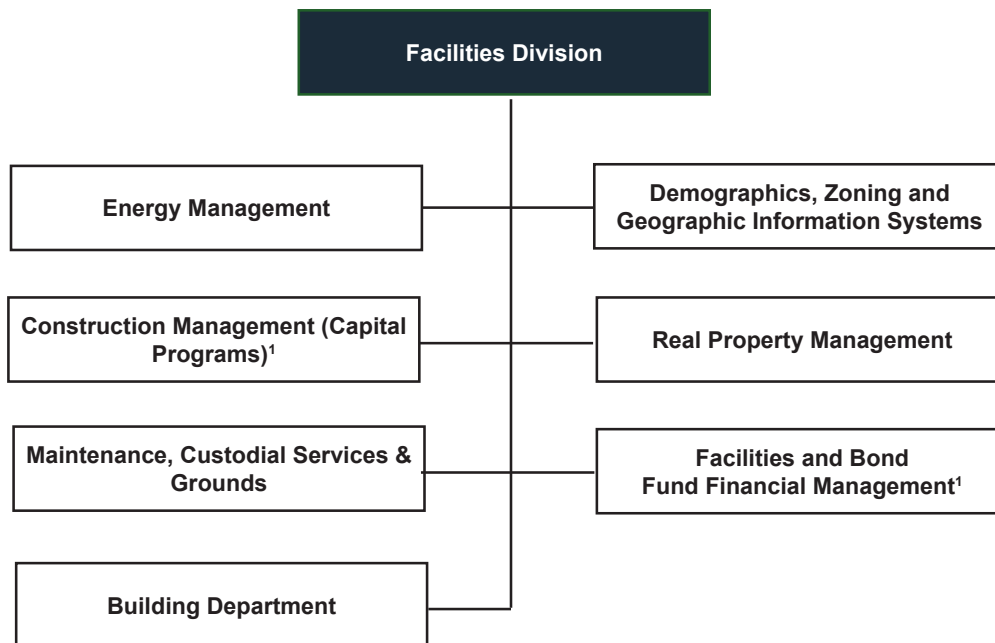 Facilities Division
Energy Management
Demographics, Zoning and
Geographic Information Systems
Construction Management (Capital
Programs)¹
Real Property Management
Maintenance, Custodial Services &
Grounds
Facilities and Bond
Fund Financial Management¹
Building Department